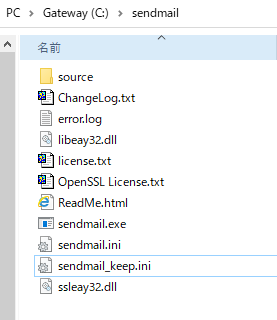 PC > Gateway (C:) > sendmail
名前
source
ChangeLog.txt
error.log
libeay32.dll
license.txt
OpenSSL License.txt
ReadMe.html
sendmail.exe
sendmail.ini
sendmail_keep.ini
ssleay32.dll